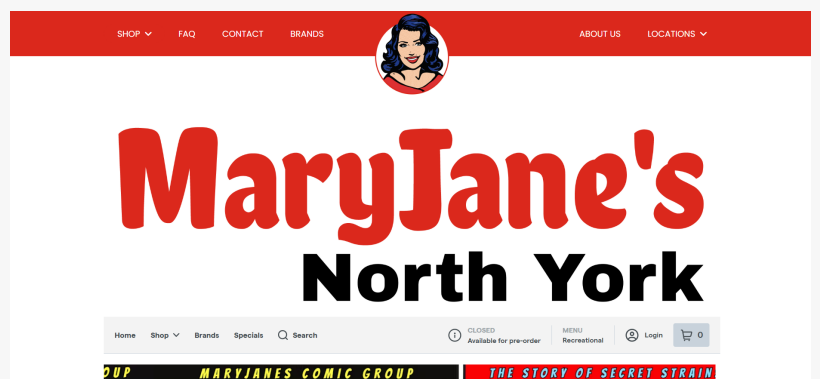 SHOP FAQ CONTACT BRANDS ABOUT US LOCATIONS
MaryJane's
North York
Home Shop Brands Specials Search CLOSED Available for pre-order MENU Recreational Login 0
OUP MARYJANES COMIC GROUP THE STORY OF SECRET STRAIN